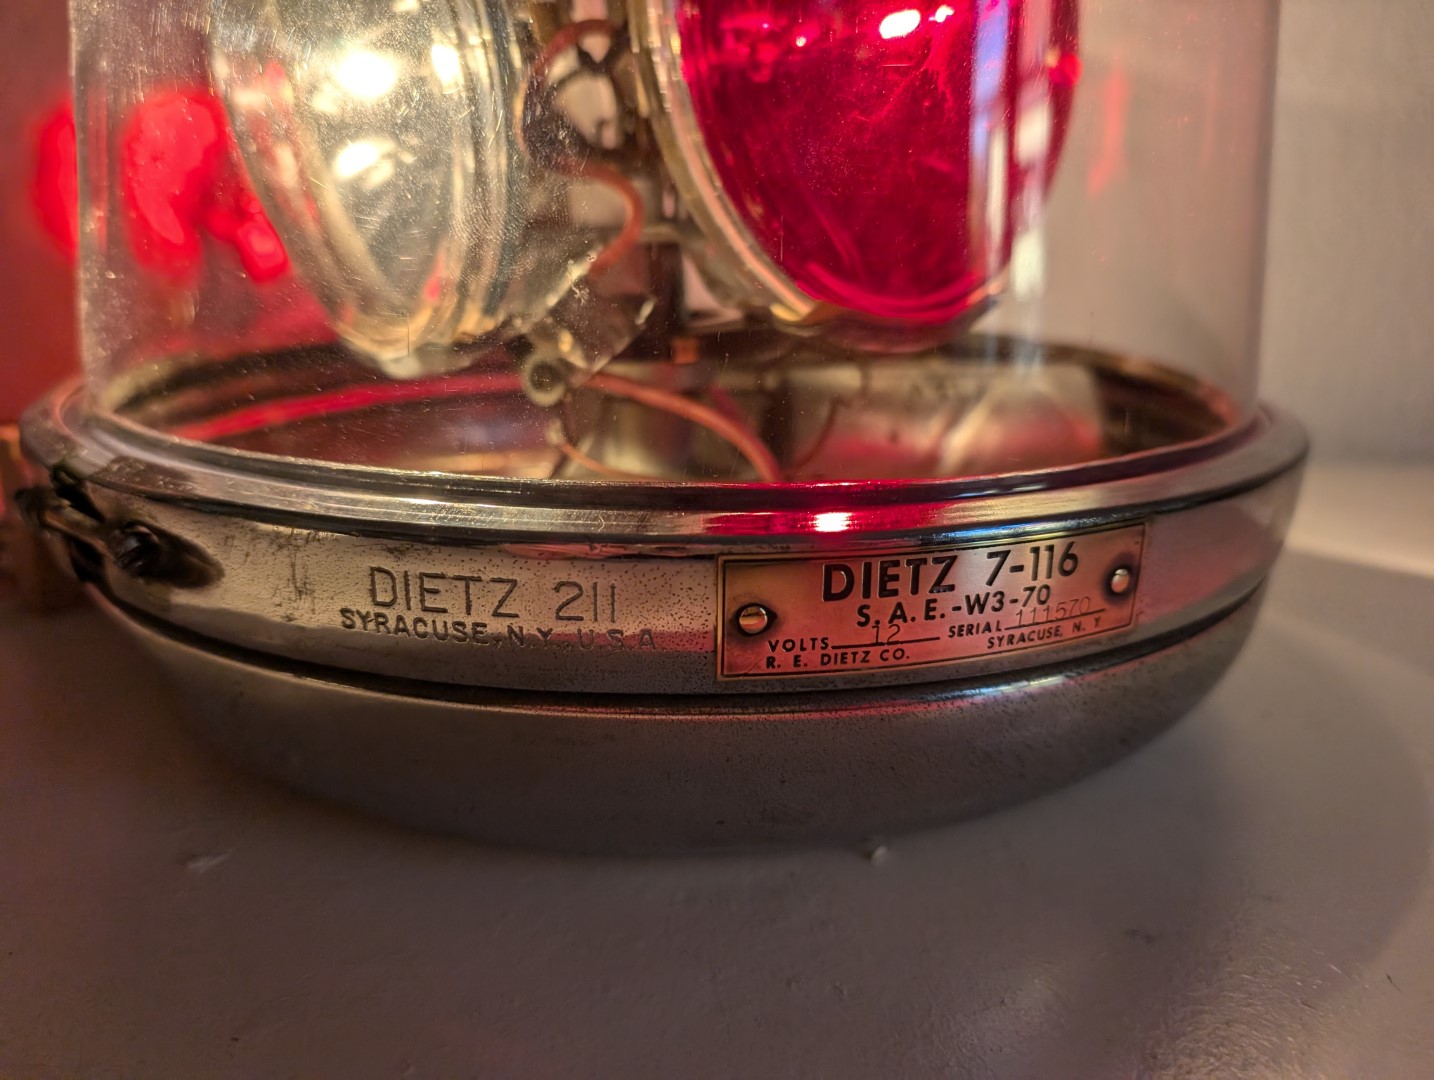 DIETZ 211
SYRACUSE, N.Y. U.S.A
DIETZ 7-116
S.A.E.-W3-70
VOLTS 12 SERIAL 111570
R. E. DIETZ CO. SYRACUSE, N. Y.